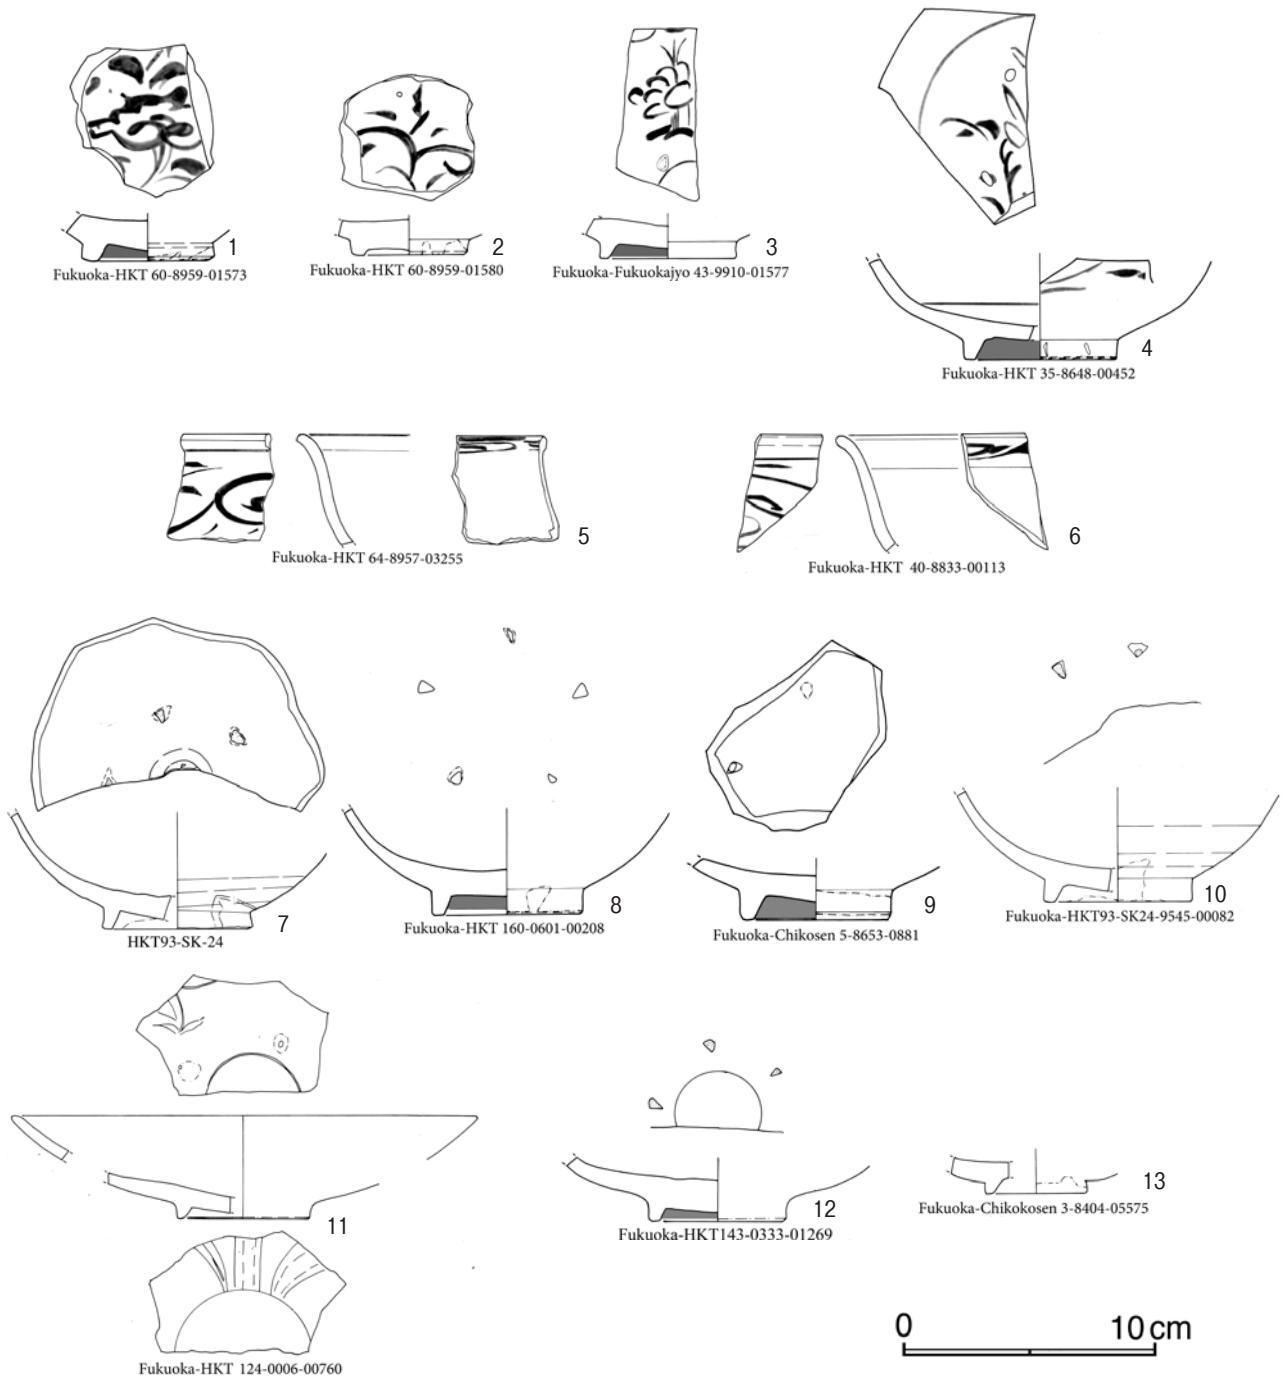 1
Fukuoka-HKT 60-8959-01573
2
Fukuoka-HKT 60-8959-01580
3
Fukuoka-Fukuokajyo 43-9910-01577
4
Fukuoka-HKT 35-8648-00452
5
Fukuoka-HKT 64-8957-03255
6
Fukuoka-HKT 40-8833-00113
7
HKT93-SK-24
8
Fukuoka-HKT 160-0601-00208
9
Fukuoka-Chikosen 5-8653-0881
10
Fukuoka-HKT93-SK24-9545-00082
11
Fukuoka-HKT 124-0006-00760
12
Fukuoka-HKT143-0333-01269
13
Fukuoka-Chikokosen 3-8404-05575
0 10 cm